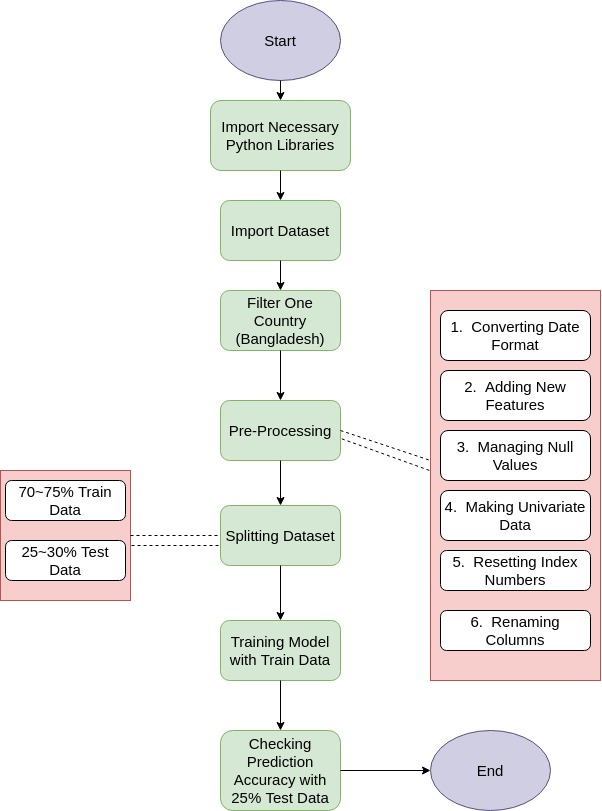 Start
Import Necessary
Python Libraries
Import Dataset
Filter One
Country
(Bangladesh)
Pre-Processing
1.  Converting Date
Format
2.  Adding New
Features
3.  Managing Null
Values
4.  Making Univariate
Data
5.  Resetting Index
Numbers
6.  Renaming
Columns
Splitting Dataset
70~75% Train
Data
25~30% Test
Data
Training Model
with Train Data
Checking
Prediction
Accuracy with
25% Test Data
End